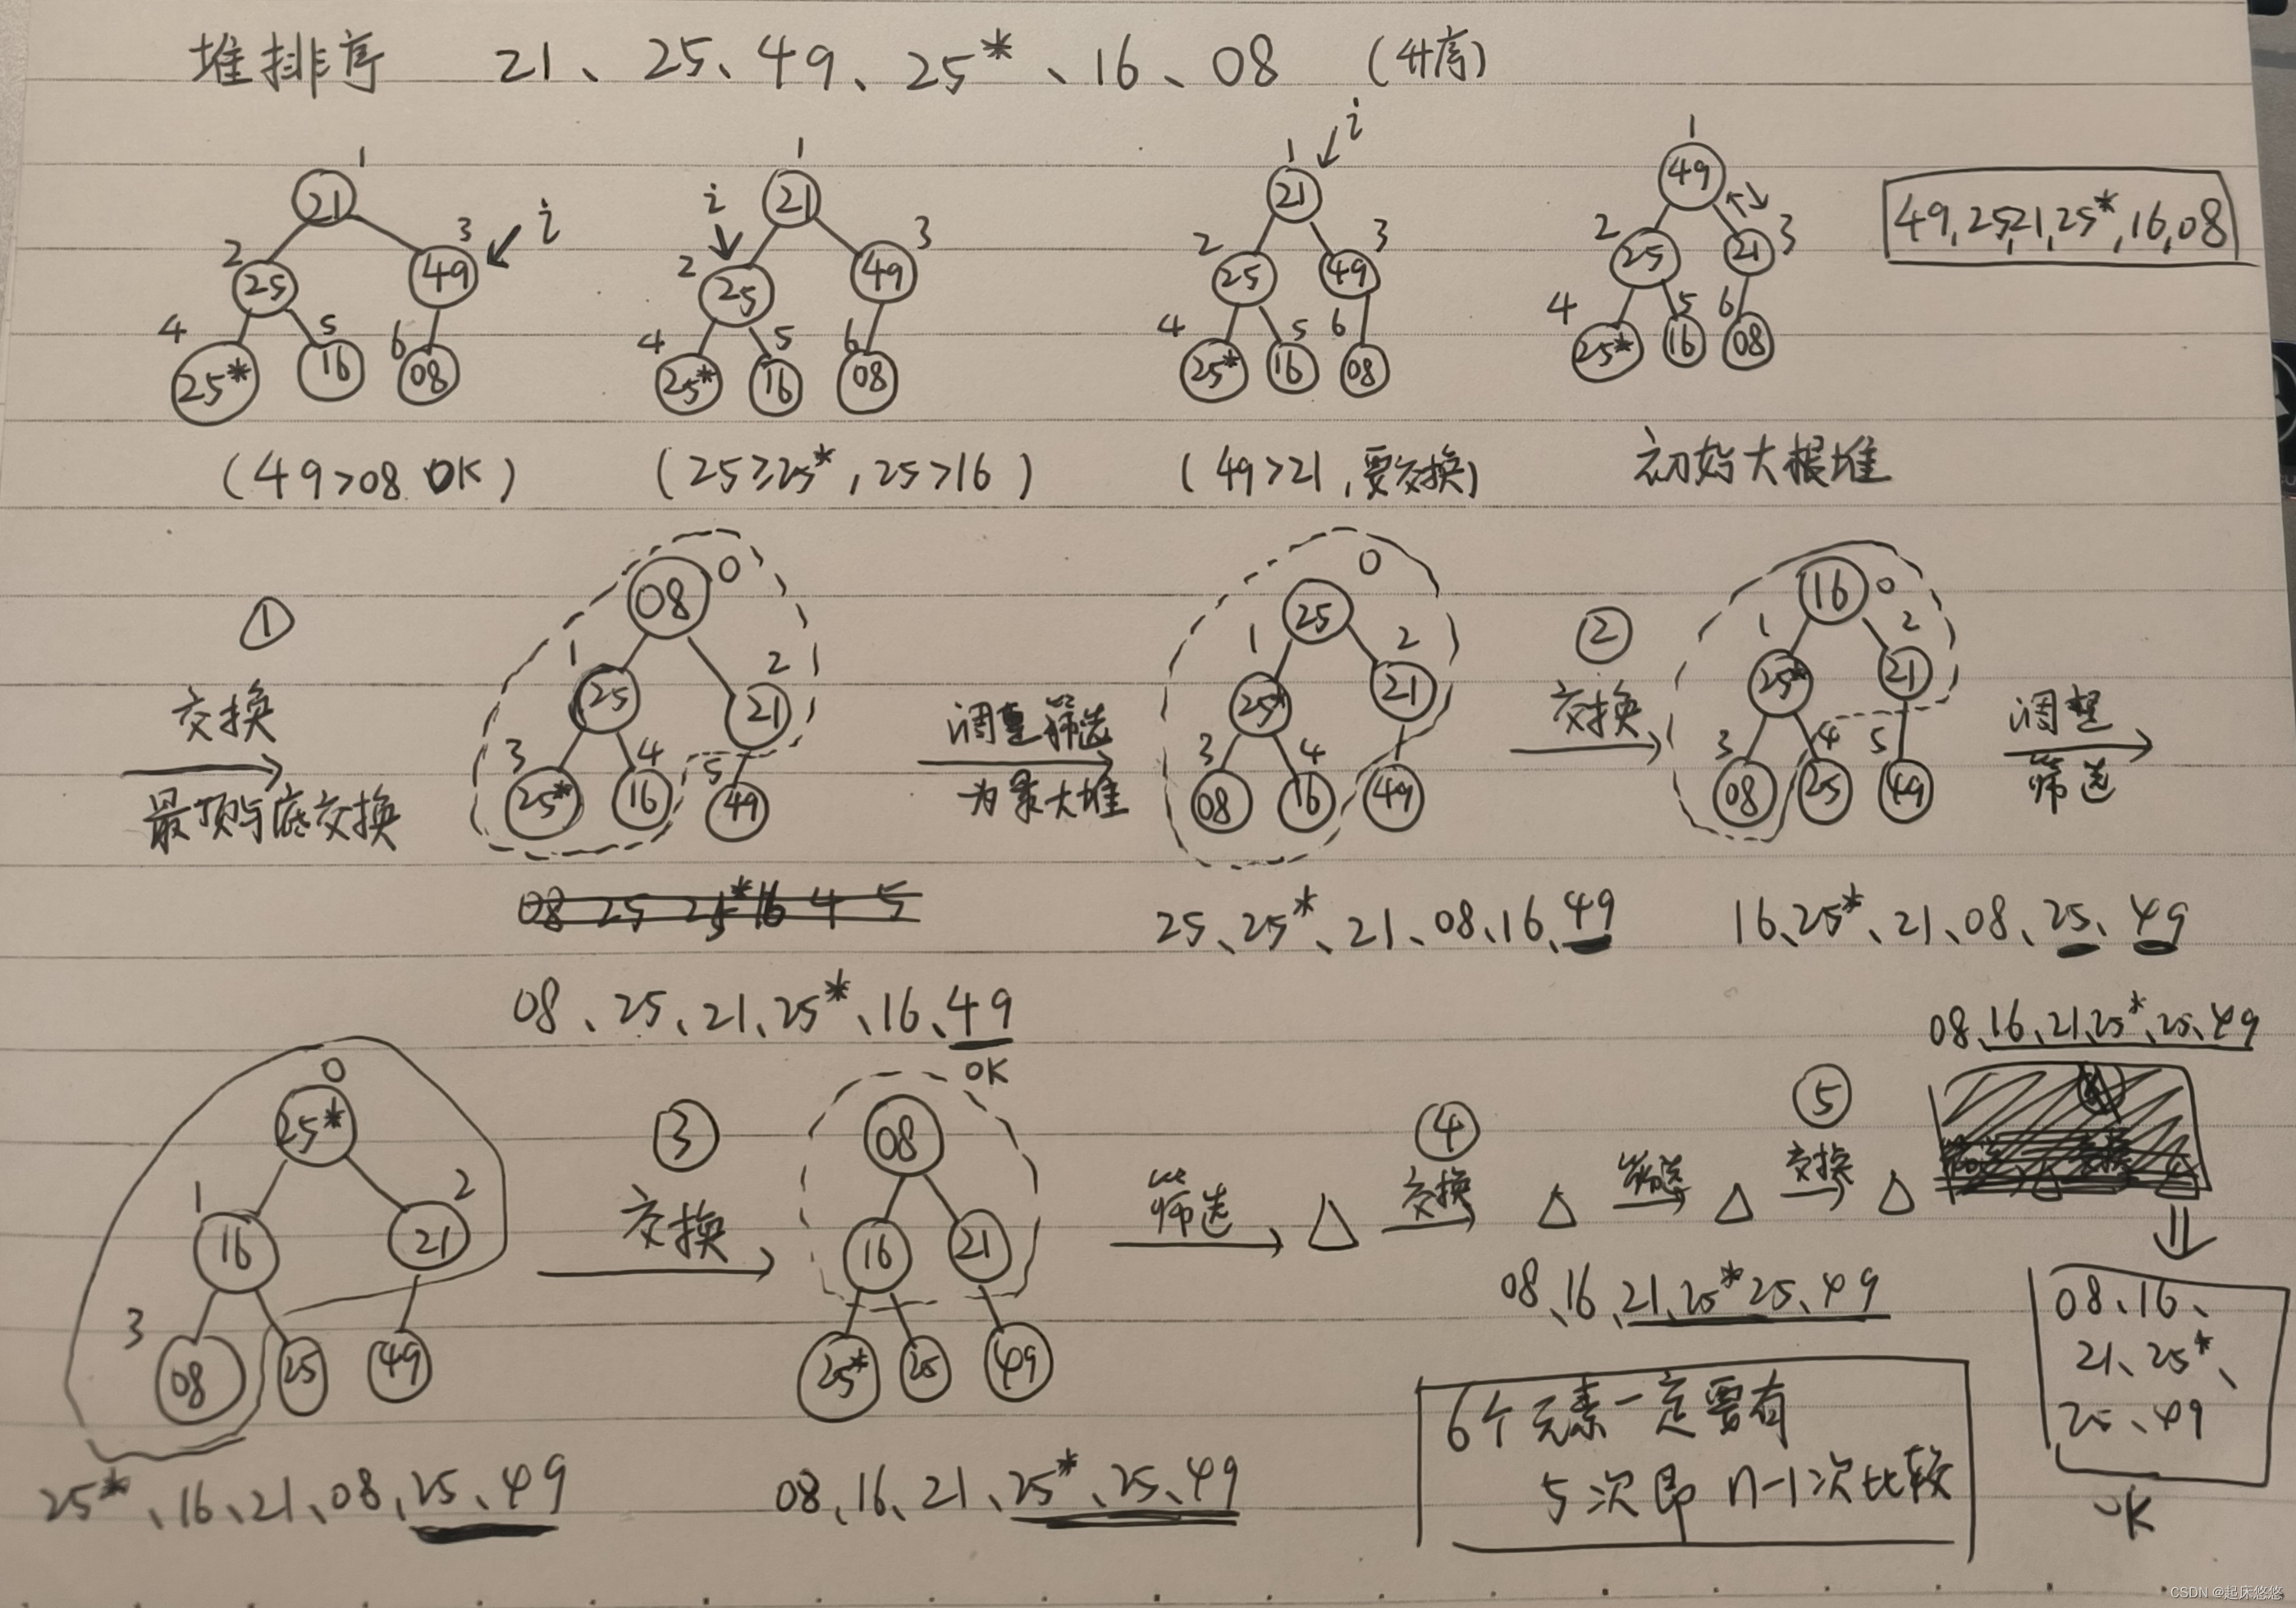 堆排序 21、25、49、25*、16、08 (升序)
1 1 1 i 1
21 i 21 21 49
2 25 3 49 i 2 25 3 49 2 25 3 49 2 25 3 21
4 25* 5 16 6 08 4 25* 5 16 6 08 4 25* 5 16 6 08 4 25* 5 16 6 08
49,25,21,25*,16,08
(49>08 OK) (25≥25*,25>16) (49>21,要交换) 初始大根堆
① 08 0 25 0 ② 16 0
交换 1 25 2 21 调整筛选 1 25* 2 21 交换 1 25* 2 21 调整
最顶与底交换 3 25* 4 16 5 49 为最大堆 3 08 4 16 49 3 08 4 25 5 49 筛选
08 25 25* 16 4 5
25、25*、21、08、16、49 16、25*、21、08、25、49
08、25、21、25*、16、49
OK
08、16、21、25*、25、49
0 25* ③ 08 ④ ⑤
1 16 2 21 交换 16 21 筛选 △ 交换 △ 筛选 △ 交换 △
3 08 25 49 25* 25 49
08、16、21、25*25、49
25*、16、21、08、25、49 08、16、21、25*、25、49
6个元素一定要有
5次即n-1次比较
08、16、
21、25*、
25、49
OK
CSDN @起床悠悠